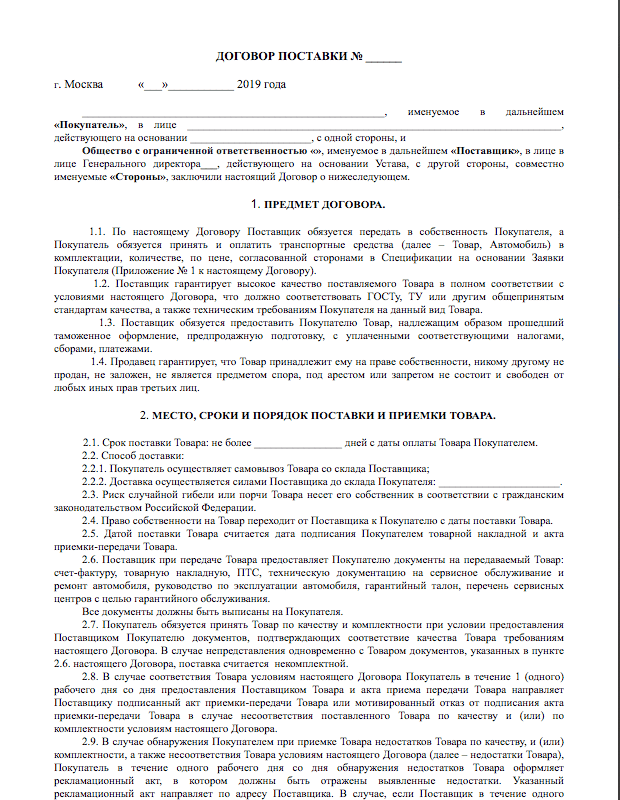 ДОГОВОР ПОСТАВКИ № ______
г. Москва «___»___________ 2019 года
_______________________________________________________, именуемое в дальнейшем
«Покупатель», в лице ____________________________________________________________________,
действующего на основании ______________________, с одной стороны, и
Общество с ограниченной ответственностью «», именуемое в дальнейшем «Поставщик», в лице в
лице Генерального директора___, действующего на основании Устава, с другой стороны, совместно
именуемые «Стороны», заключили настоящий Договор о нижеследующем.
1. ПРЕДМЕТ ДОГОВОРА.
1.1. По настоящему Договору Поставщик обязуется передать в собственность Покупателя, а
Покупатель обязуется принять и оплатить транспортные средства (далее – Товар, Автомобиль) в
комплектации, количестве, по цене, согласованной сторонами в Спецификации на основании Заявки
Покупателя (Приложение № 1 к настоящему Договору).
1.2. Поставщик гарантирует высокое качество поставляемого Товара в полном соответствии с
условиями настоящего Договора, что должно соответствовать ГОСТу, ТУ или другим общепринятым
стандартам качества, а также техническим требованиям Покупателя на данный вид Товара.
1.3. Поставщик обязуется предоставить Покупателю Товар, надлежащим образом прошедший
таможенное оформление, предпродажную подготовку, с уплаченными соответствующими налогами,
сборами, платежами.
1.4. Продавец гарантирует, что Товар принадлежит ему на праве собственности, никому другому не
продан, не заложен, не является предметом спора, под арестом или запретом не состоит и свободен от
любых иных прав третьих лиц.
2. МЕСТО, СРОКИ И ПОРЯДОК ПОСТАВКИ И ПРИЕМКИ ТОВАРА.
2.1. Срок поставки Товара: не более ________________ дней с даты оплаты Товара Покупателем.
2.2. Способ доставки:
2.2.1. Покупатель осуществляет самовывоз Товара со склада Поставщика;
2.2.2. Доставка осуществляется силами Поставщика до склада Покупателя: ______________________.
2.3. Риск случайной гибели или порчи Товара несет его собственник в соответствии с гражданским
законодательством Российской Федерации.
2.4. Право собственности на Товар переходит от Поставщика к Покупателю с даты поставки Товара.
2.5. Датой поставки Товара считается дата подписания Покупателем товарной накладной и акта
приемки-передачи Товара.
2.6. Поставщик при передаче Товара предоставляет Покупателю документы на передаваемый Товар:
счет-фактуру, товарную накладную, ПТС, техническую документацию на сервисное обслуживание и
ремонт автомобиля, руководство по эксплуатации автомобиля, гарантийный талон, перечень сервисных
центров с целью гарантийного обслуживания.
Все документы должны быть выписаны на Покупателя.
2.7. Покупатель обязуется принять Товар по качеству и комплектности при условии предоставления
Поставщиком Покупателю документов, подтверждающих соответствие качества Товара требованиям
настоящего Договора. В случае непредставления одновременно с Товаром документов, указанных в пункте
2.6. настоящего Договора, поставка считается некомплектной.
2.8. В случае соответствия Товара условиям настоящего Договора Покупатель в течение 1 (одного)
рабочего дня со дня предоставления Поставщиком Товара и акта приема передачи Товара направляет
Поставщику подписанный акт приемки-передачи Товара или мотивированный отказ от подписания акта
приемки-передачи Товара в случае несоответствия поставленного Товара по качеству и (или) по
комплектности условиям настоящего Договора.
2.9. В случае обнаружения Покупателем при приемке Товара недостатков Товара по качеству, и (или)
комплектности, а также несоответствия Товара условиям настоящего Договора (далее – недостатки Товара),
Покупатель в течение одного рабочего дня со дня обнаружения недостатков Товара оформляет
рекламационный акт, в котором должны быть отражены выявленные недостатки. Указанный
рекламационный акт направляет по адресу Поставщика. В случае, если Поставщик в течение одного